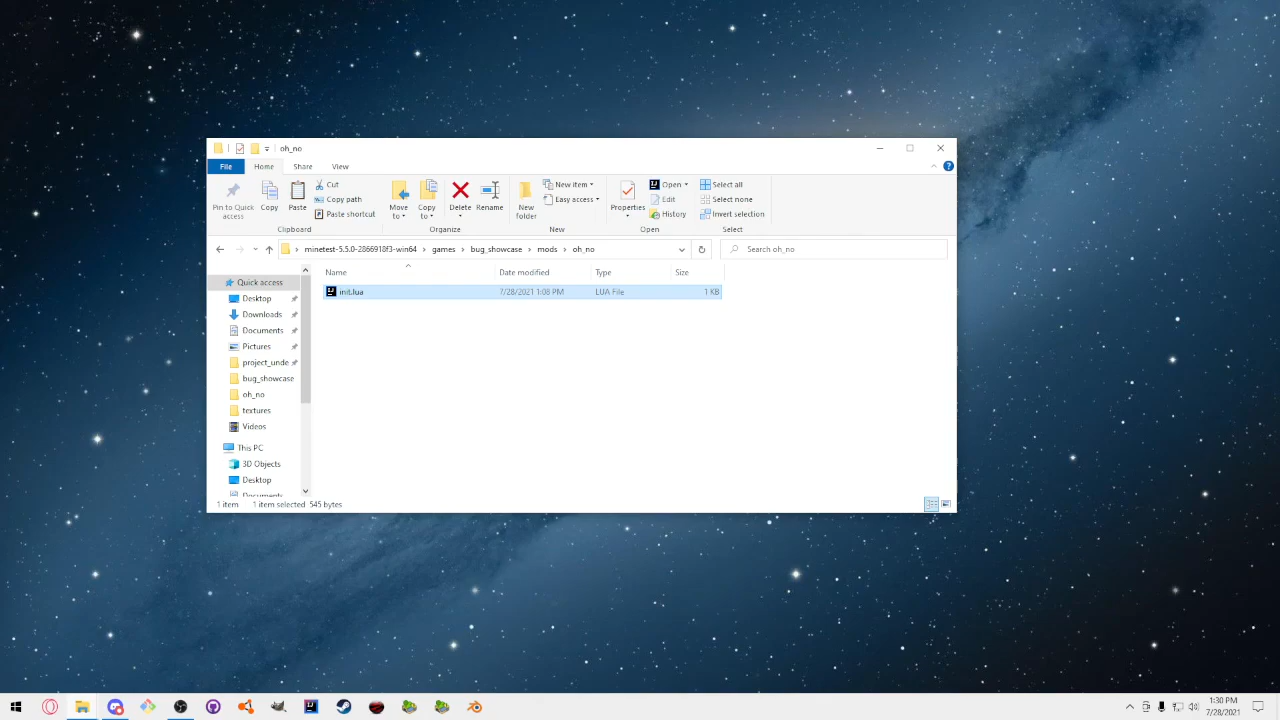 oh_no
File Home Share View
Pin to Quick access
Copy
Paste
Cut
Copy path
Paste shortcut
Clipboard
Move to
Copy to
Delete
Rename
Organize
New folder
New item
Easy access
New
Properties
Open
Edit
History
Open
Select all
Select none
Invert selection
Select
minetest-5.5.0-2866918f3-win64 games bug_showcase mods oh_no
Search oh_no
Name Date modified Type Size
init.lua 7/28/2021 1:08 PM LUA File 1 KB
Quick access
Desktop
Downloads
Documents
Pictures
project_unde
bug_showcase
oh_no
textures
Videos
This PC
3D Objects
Desktop
Documents
1 item 1 item selected 545 bytes
1:30 PM
7/28/2021